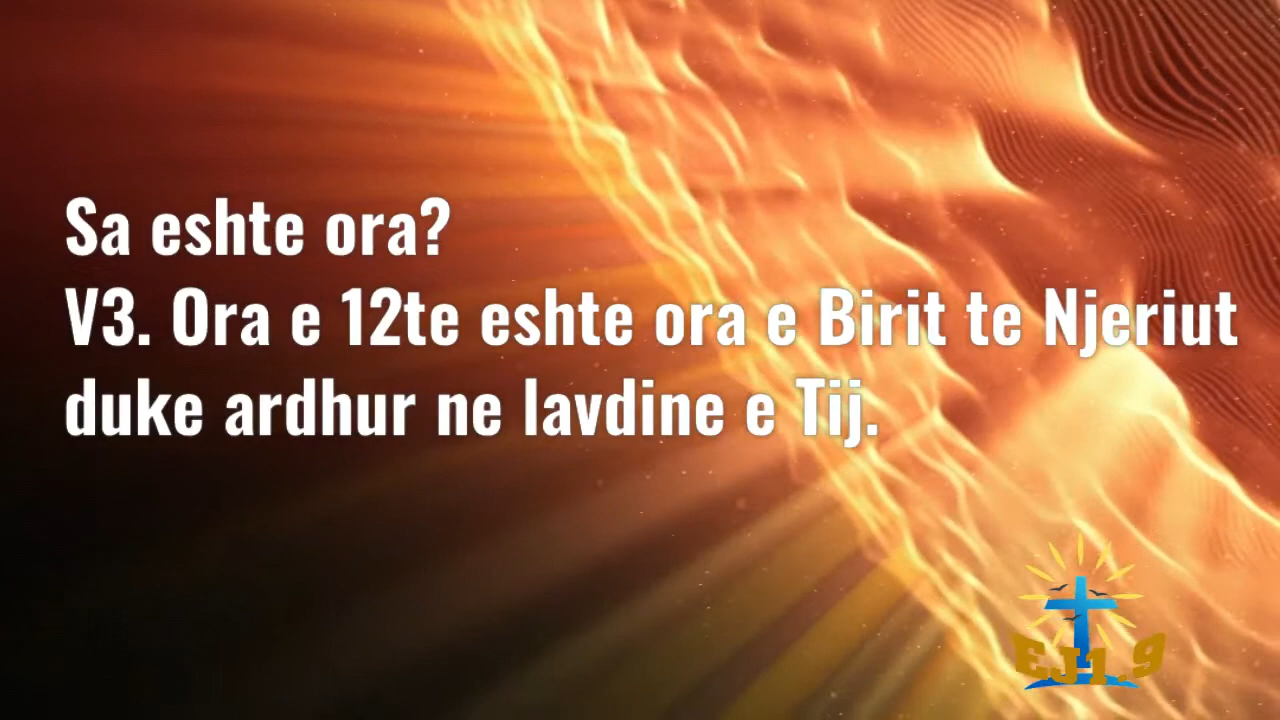 Sa eshte ora?
V3. Ora e 12te eshte ora e Birit te Njeriut
duke ardhur ne lavdine e Tij.
EJ1.9